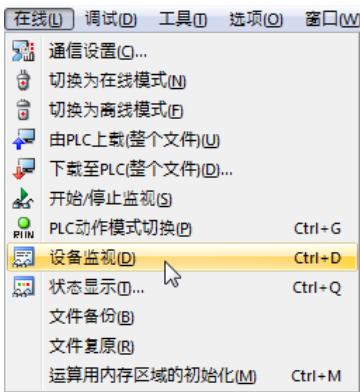 在线(L) 调试(D) 工具(T) 选项(O) 窗口(W
通信设置(C)...
切换为在线模式(N)
切换为离线模式(F)
由PLC上载(整个文件)(U)
下载至PLC(整个文件)(D)...
开始/停止监视(S)
RUN PLC动作模式切换(P) Ctrl+G
设备监视(D) Ctrl+D
状态显示(T)... Ctrl+Q
文件备份(B)
文件复原(R)
运算用内存区域的初始化(M) Ctrl+M